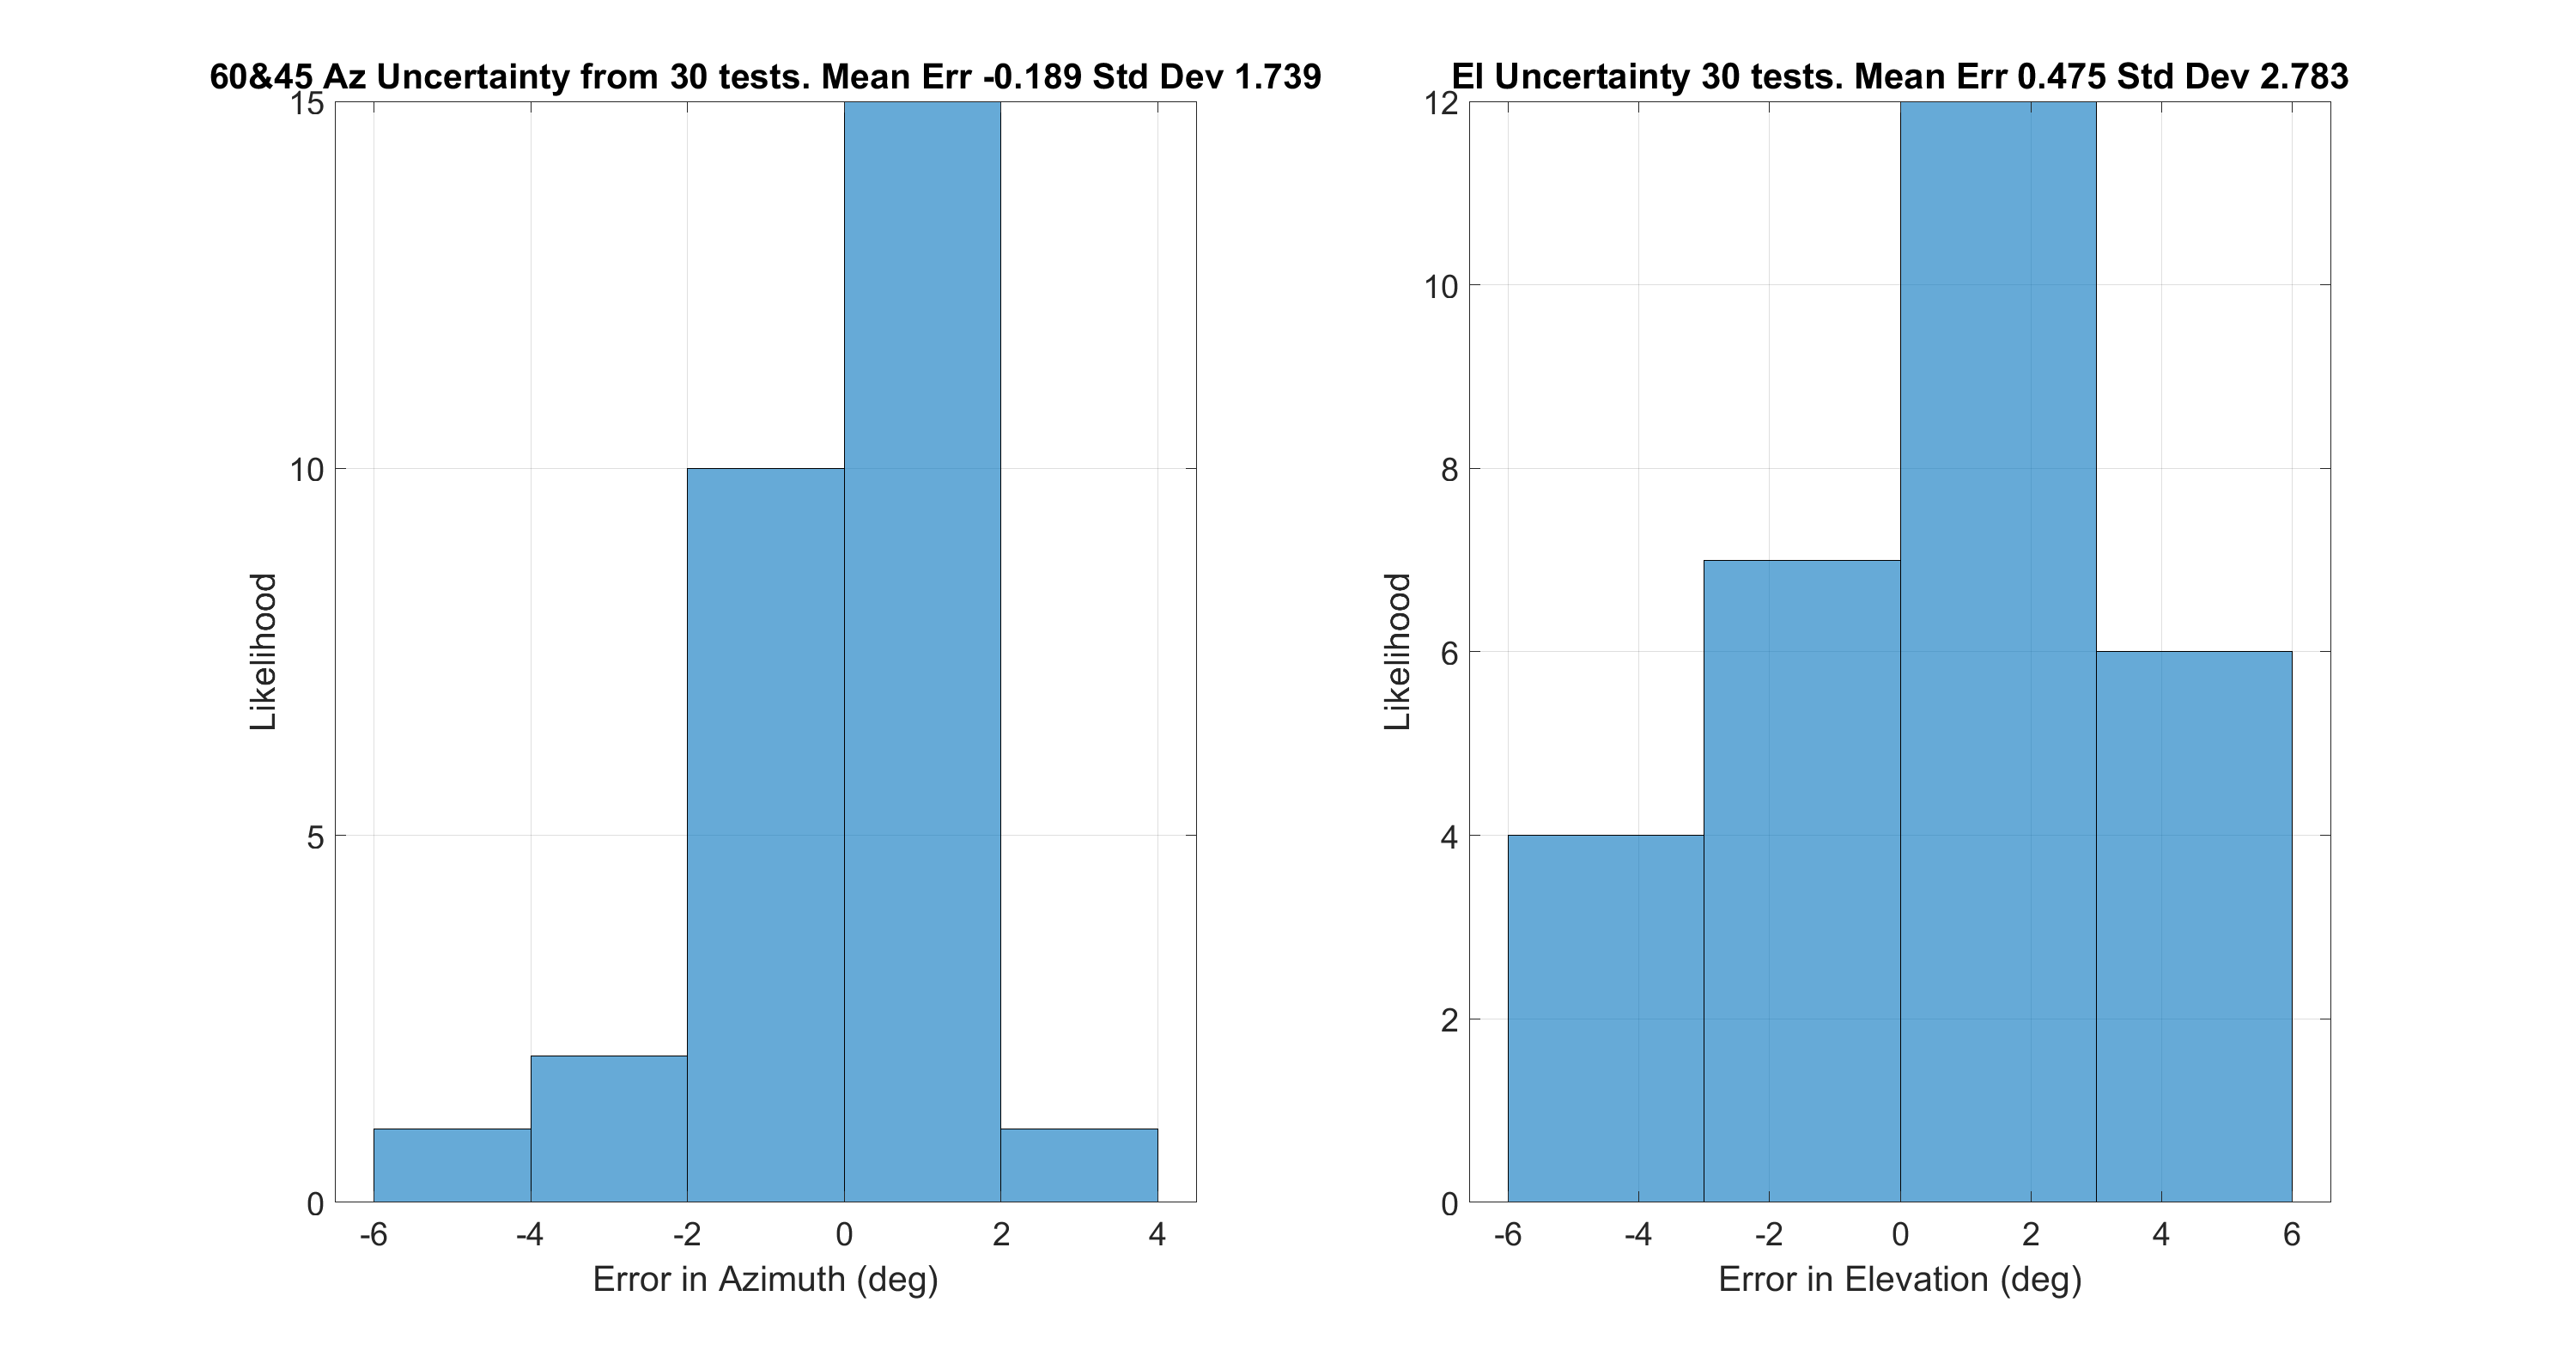 60&45 Az Uncertainty from 30 tests. Mean Err -0.189 Std Dev 1.739
15
10
5
0
Likelihood
-6 -4 -2 0 2 4
Error in Azimuth (deg)
El Uncertainty 30 tests. Mean Err 0.475 Std Dev 2.783
12
10
8
6
4
2
0
Likelihood
-6 -4 -2 0 2 4 6
Error in Elevation (deg)